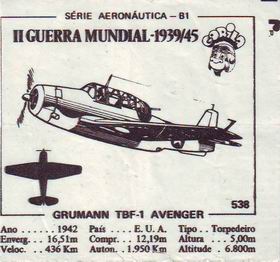 SÉRIE AERONÁUTICA - B1
II GUERRA MUNDIAL-1939/45
538
GRUMANN TBF-1 AVENGER
Ano ...... 1942 País .... E. U. A. Tipo .. Torpedeiro
Enverg... 16,51m Compr... 12,19m Altura ... 5,00m
Veloc. .. 436 Km Auton. 1.950 Km Altitude . 6.800m